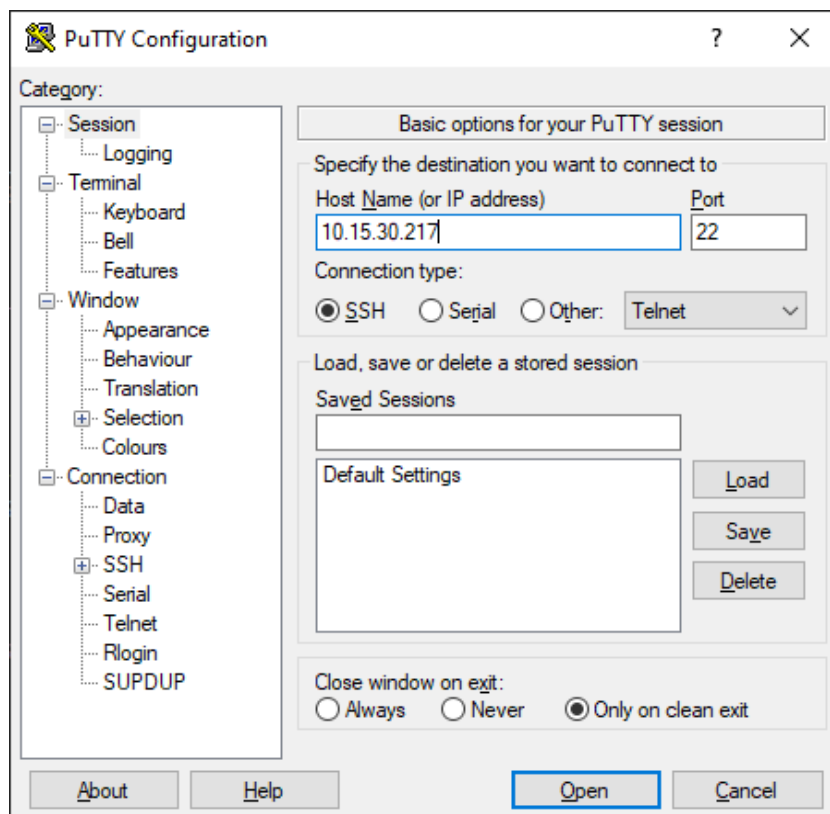 PuTTY Configuration
?
Category:
Session
Logging
Terminal
Keyboard
Bell
Features
Window
Appearance
Behaviour
Translation
Selection
Colours
Connection
Data
Proxy
SSH
Serial
Telnet
Rlogin
SUPDUP
Basic options for your PuTTY session
Specify the destination you want to connect to
Host Name (or IP address) Port
10.15.30.217 22
Connection type:
SSH Serial Other: Telnet
Load, save or delete a stored session
Saved Sessions
Default Settings
Load
Save
Delete
Close window on exit:
Always Never Only on clean exit
About Help Open Cancel